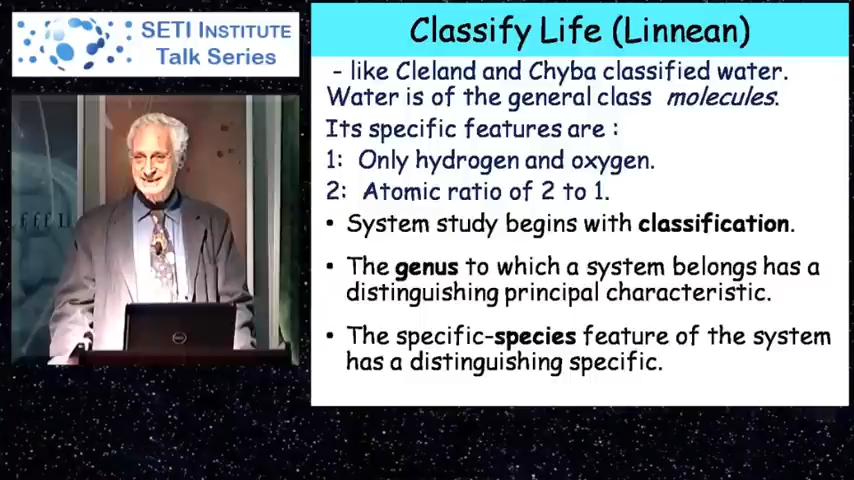 SETI INSTITUTE
Talk Series
Classify Life (Linnean)
- like Cleland and Chyba classified water.
Water is of the general class molecules.
Its specific features are :
1: Only hydrogen and oxygen.
2: Atomic ratio of 2 to 1.
• System study begins with classification.
• The genus to which a system belongs has a
distinguishing principal characteristic.
• The specific-species feature of the system
has a distinguishing specific.